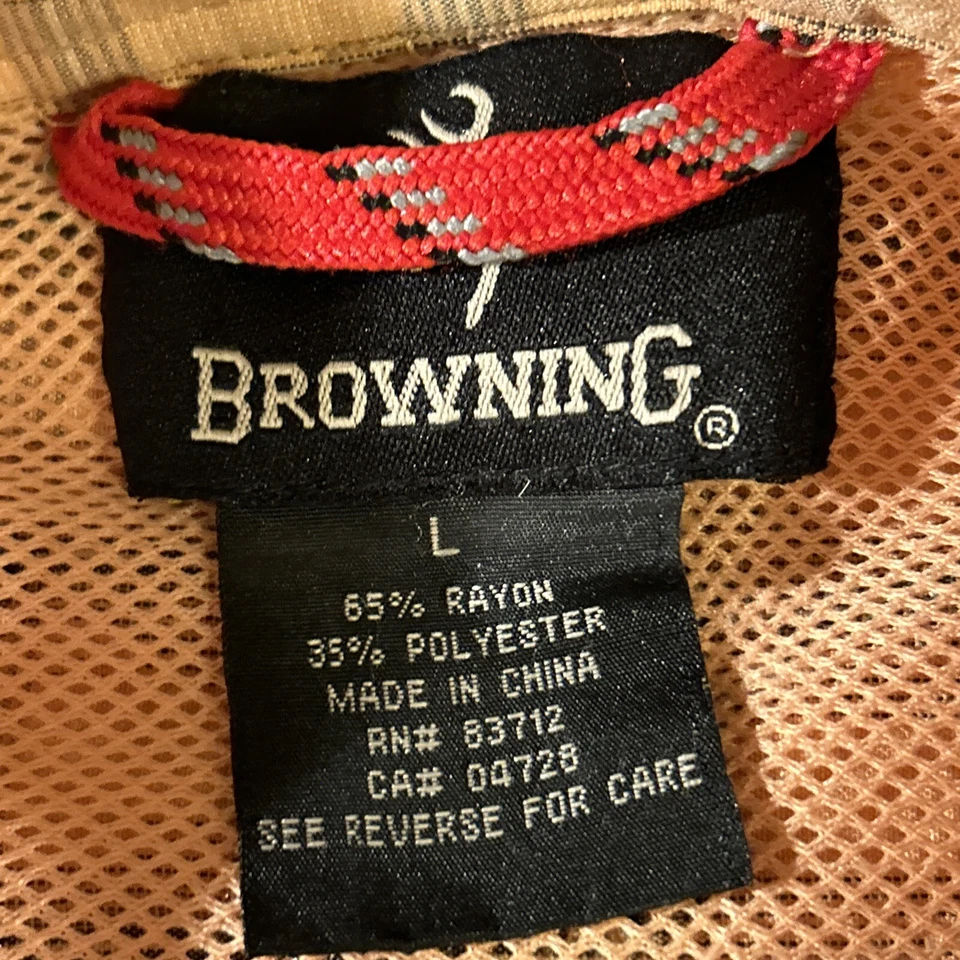 BROWNING®
L
65% RAYON
35% POLYESTER
MADE IN CHINA
RN# 83712
CA# 04728
SEE REVERSE FOR CARE